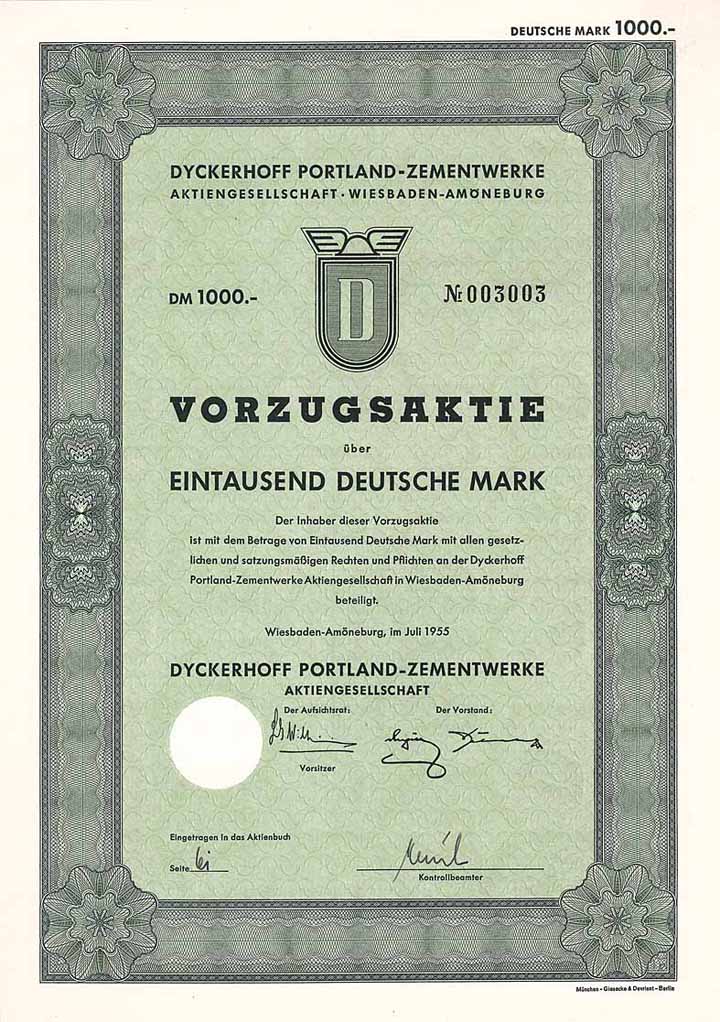 DEUTSCHE MARK 1000.-
DYCKERHOFF PORTLAND-ZEMENTWERKE
AKTIENGESELLSCHAFT · WIESBADEN-AMÖNEBURG
D
DM 1000.-
№ 003003
VORZUGSAKTIE
über
EINTAUSEND DEUTSCHE MARK
Der Inhaber dieser Vorzugsaktie
ist mit dem Betrage von Eintausend Deutsche Mark mit allen gesetz-
lichen und satzungsmäßigen Rechten und Pflichten an der Dyckerhoff
Portland-Zementwerke Aktiengesellschaft in Wiesbaden-Amöneburg
beteiligt.
Wiesbaden-Amöneburg, im Juli 1955
DYCKERHOFF PORTLAND-ZEMENTWERKE
AKTIENGESELLSCHAFT
Der Aufsichtsrat:
Der Vorstand:
Vorsitzer
Eingetragen in das Aktienbuch
Seite
Kontrollbeamter
München - Giesecke & Devrient - Berlin